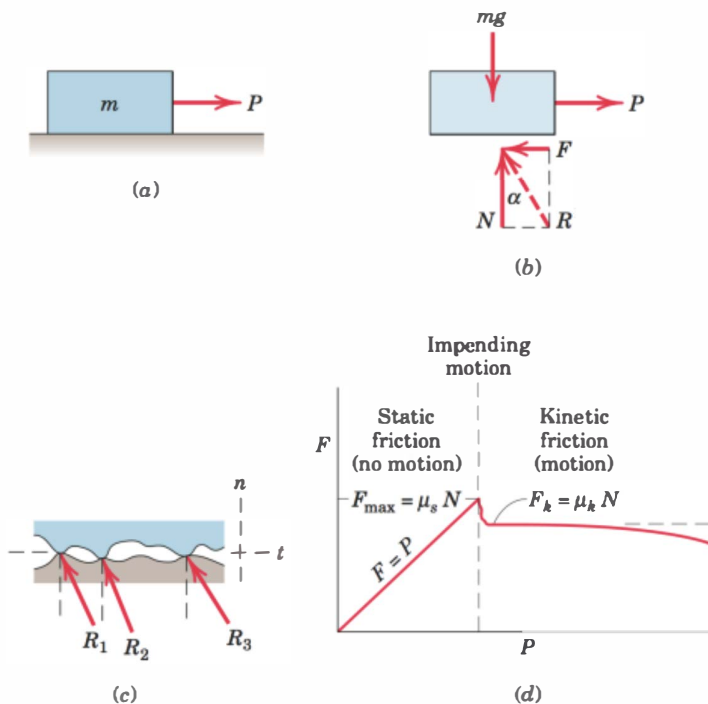 mg
m
P
P
F
α
N
R
(a)
(b)
Impending
motion
Static
friction
(no motion)
Kinetic
friction
(motion)
F
n
F_max = μ_s N
F_k = μ_k N
t
F = P
R_1
R_2
R_3
P
(c)
(d)